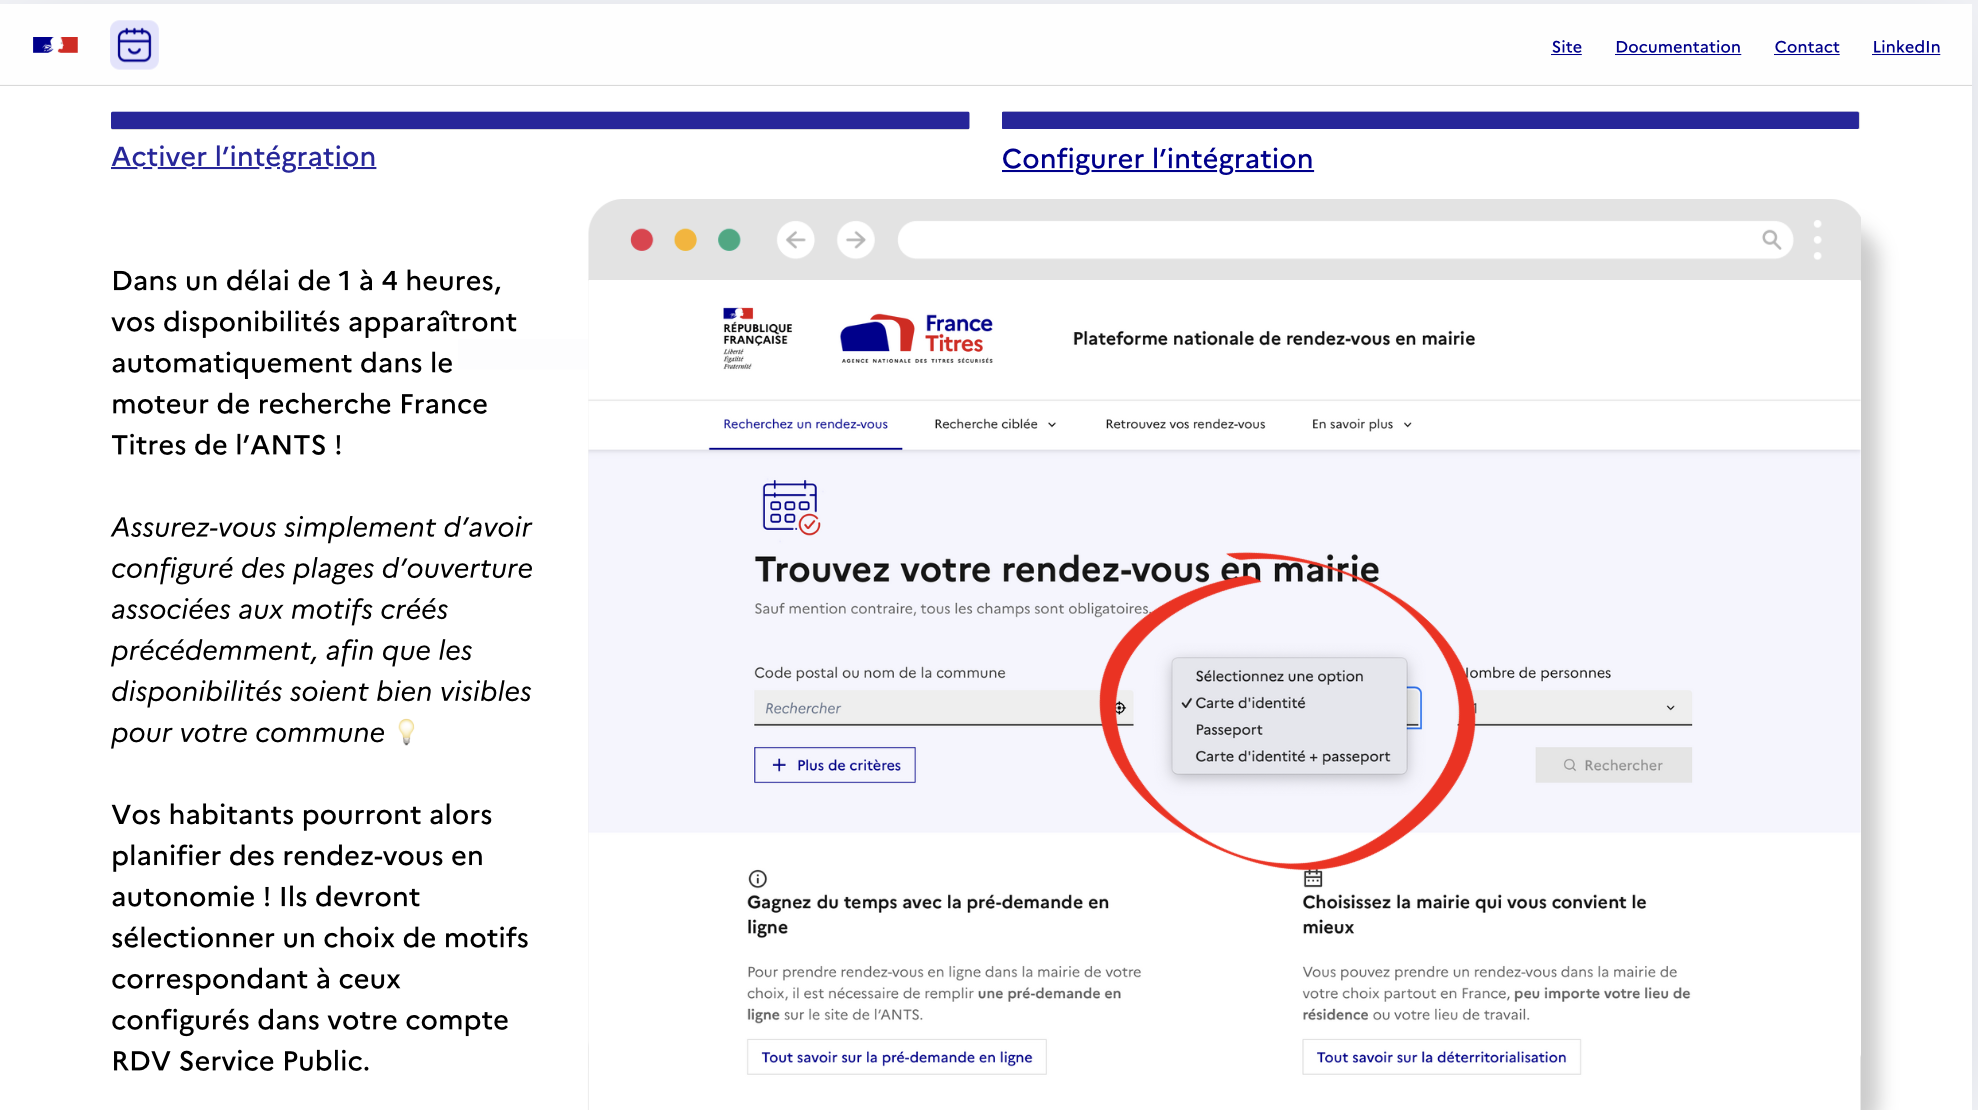 Site
Documentation
Contact
LinkedIn
Activer l’intégration
Configurer l’intégration
Dans un délai de 1 à 4 heures,
vos disponibilités apparaîtront
automatiquement dans le
moteur de recherche France
Titres de l’ANTS !
Assurez-vous simplement d’avoir
configuré des plages d’ouverture
associées aux motifs créés
précédemment, afin que les
disponibilités soient bien visibles
pour votre commune 💡
Vos habitants pourront alors
planifier des rendez-vous en
autonomie ! Ils devront
sélectionner un choix de motifs
correspondant à ceux
configurés dans votre compte
RDV Service Public.
RÉPUBLIQUE
FRANÇAISE
Liberté
Égalité
Fraternité
France
Titres
AGENCE NATIONALE DES TITRES SÉCURISÉS
Plateforme nationale de rendez-vous en mairie
Recherchez un rendez-vous
Recherche ciblée
Retrouvez vos rendez-vous
En savoir plus
Trouvez votre rendez-vous en mairie
Sauf mention contraire, tous les champs sont obligatoires.
Code postal ou nom de la commune
Rechercher
Sélectionnez une option
✓ Carte d'identité
Passeport
Carte d'identité + passeport
Nombre de personnes
1
+ Plus de critères
Rechercher
Gagnez du temps avec la pré-demande en
ligne
Pour prendre rendez-vous en ligne dans la mairie de votre
choix, il est nécessaire de remplir une pré-demande en
ligne sur le site de l’ANTS.
Tout savoir sur la pré-demande en ligne
Choisissez la mairie qui vous convient le
mieux
Vous pouvez prendre un rendez-vous dans la mairie de
votre choix partout en France, peu importe votre lieu de
résidence ou votre lieu de travail.
Tout savoir sur la déterritorialisation